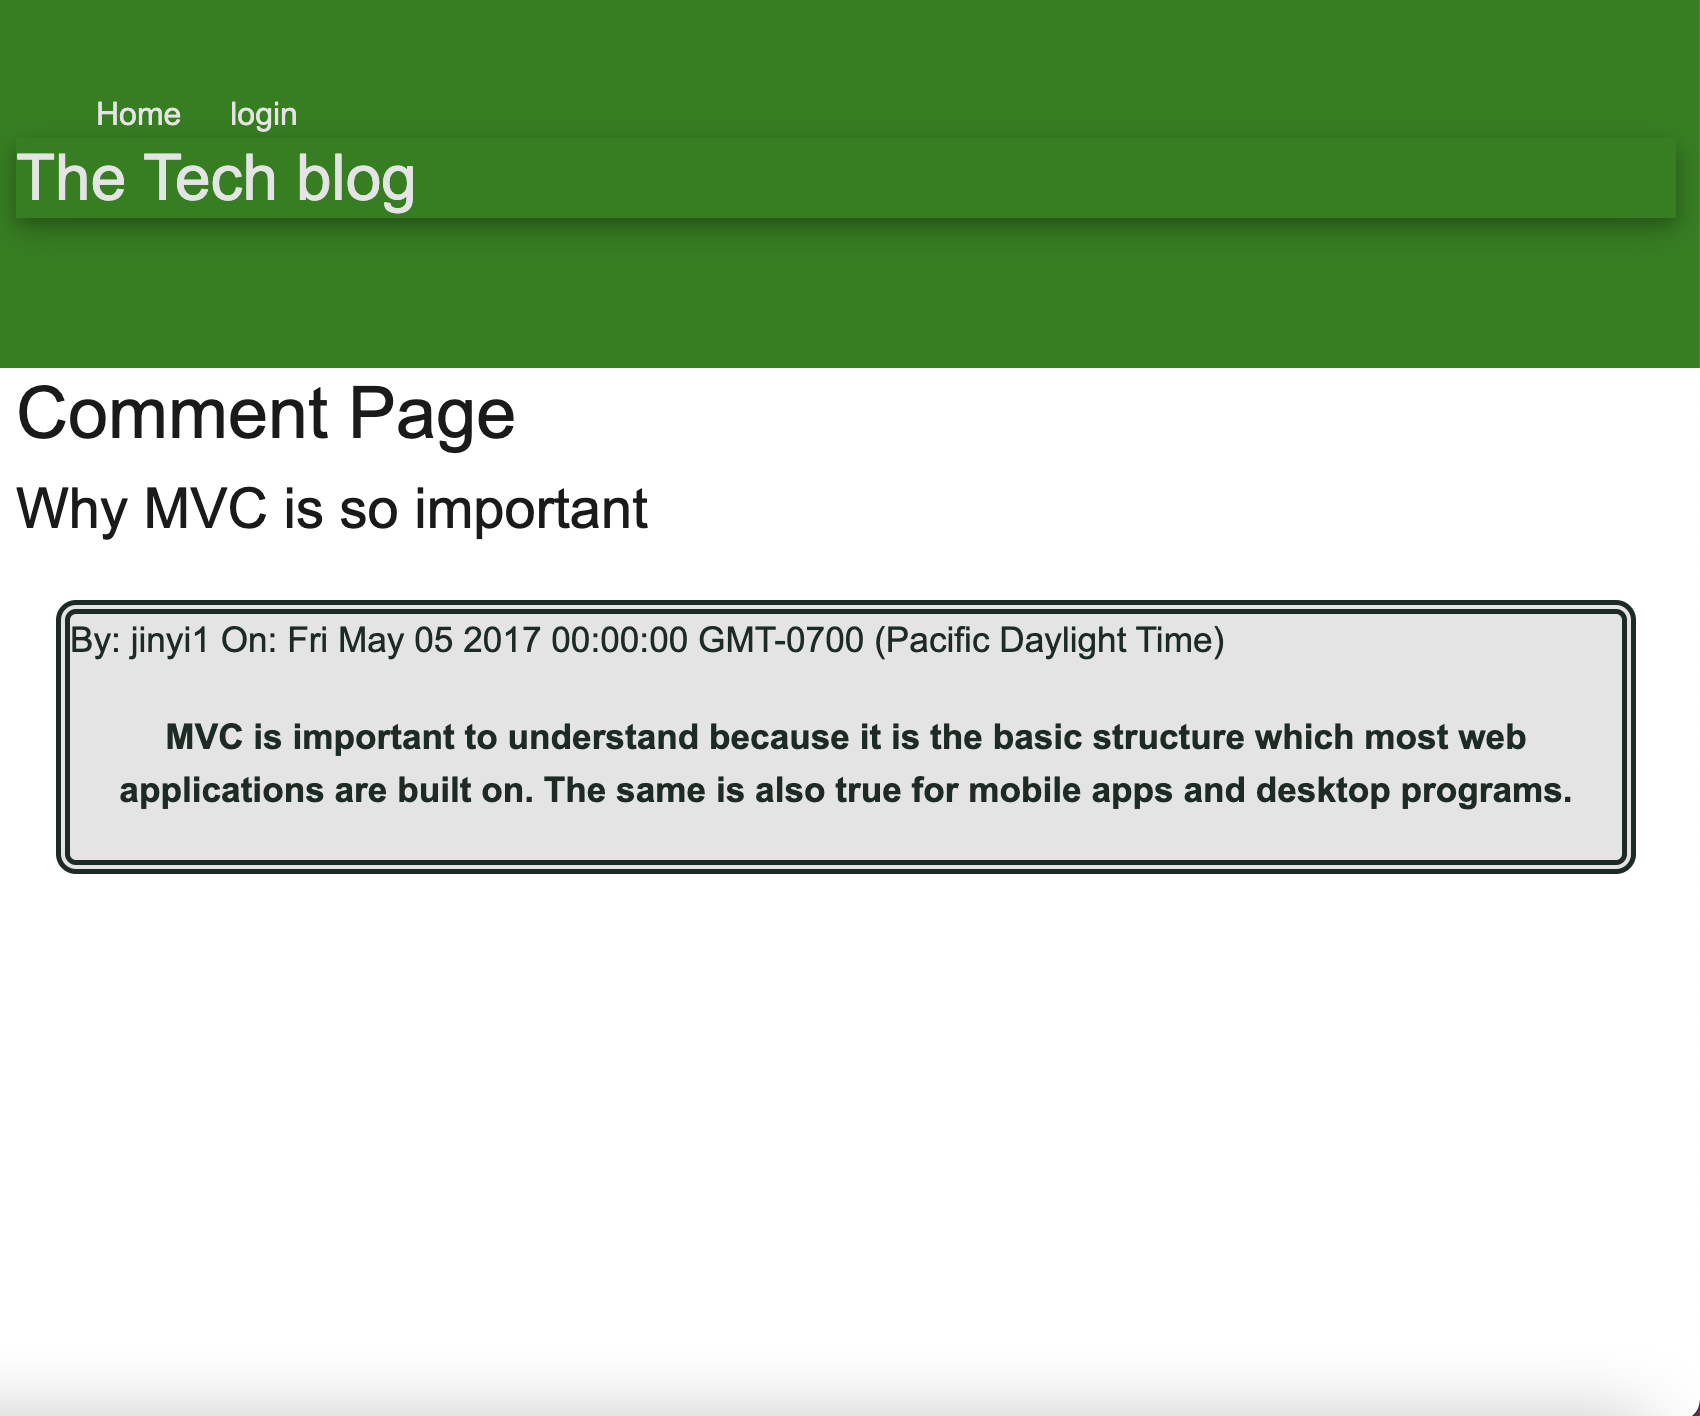 Home login
The Tech blog
Comment Page
Why MVC is so important
By: jinyi1 On: Fri May 05 2017 00:00:00 GMT-0700 (Pacific Daylight Time)
MVC is important to understand because it is the basic structure which most web
applications are built on. The same is also true for mobile apps and desktop programs.